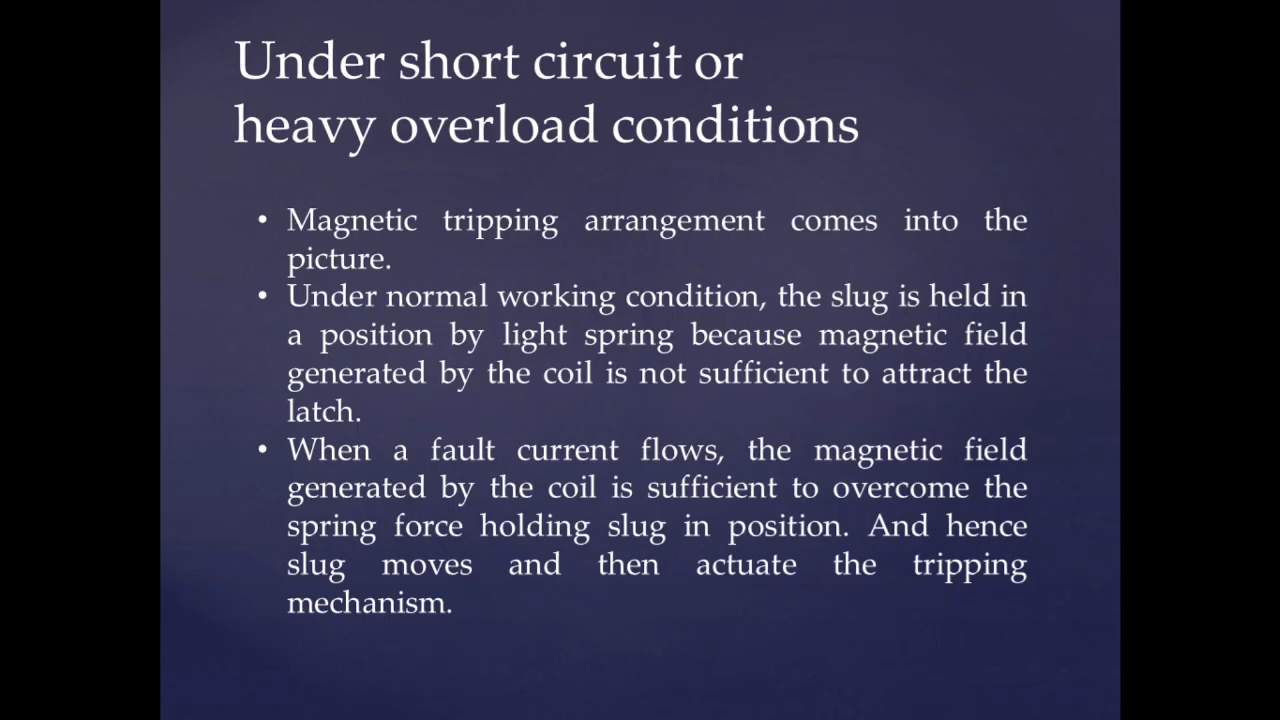 Under short circuit or
heavy overload conditions
• Magnetic tripping arrangement comes into the
picture.
• Under normal working condition, the slug is held in
a position by light spring because magnetic field
generated by the coil is not sufficient to attract the
latch.
• When a fault current flows, the magnetic field
generated by the coil is sufficient to overcome the
spring force holding slug in position. And hence
slug moves and then actuate the tripping
mechanism.